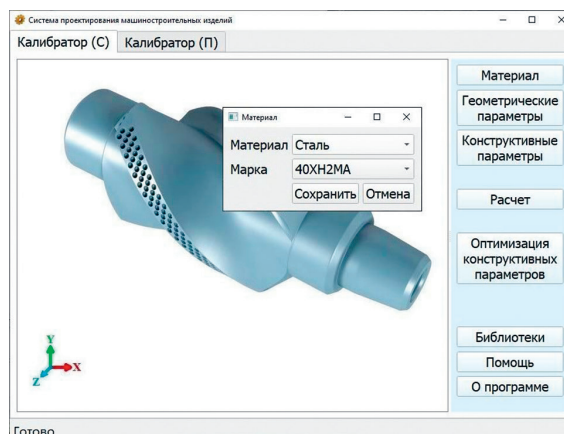 Система проектирования машиностроительных изделий
Калибратор (С) Калибратор (П)
Материал
Материал Сталь
Марка 40ХН2МА
Сохранить Отмена
Материал
Геометрические
параметры
Конструктивные
параметры
Расчет
Оптимизация
конструктивных
параметров
Библиотеки
Помощь
О программе
Y
X
Z
Готово